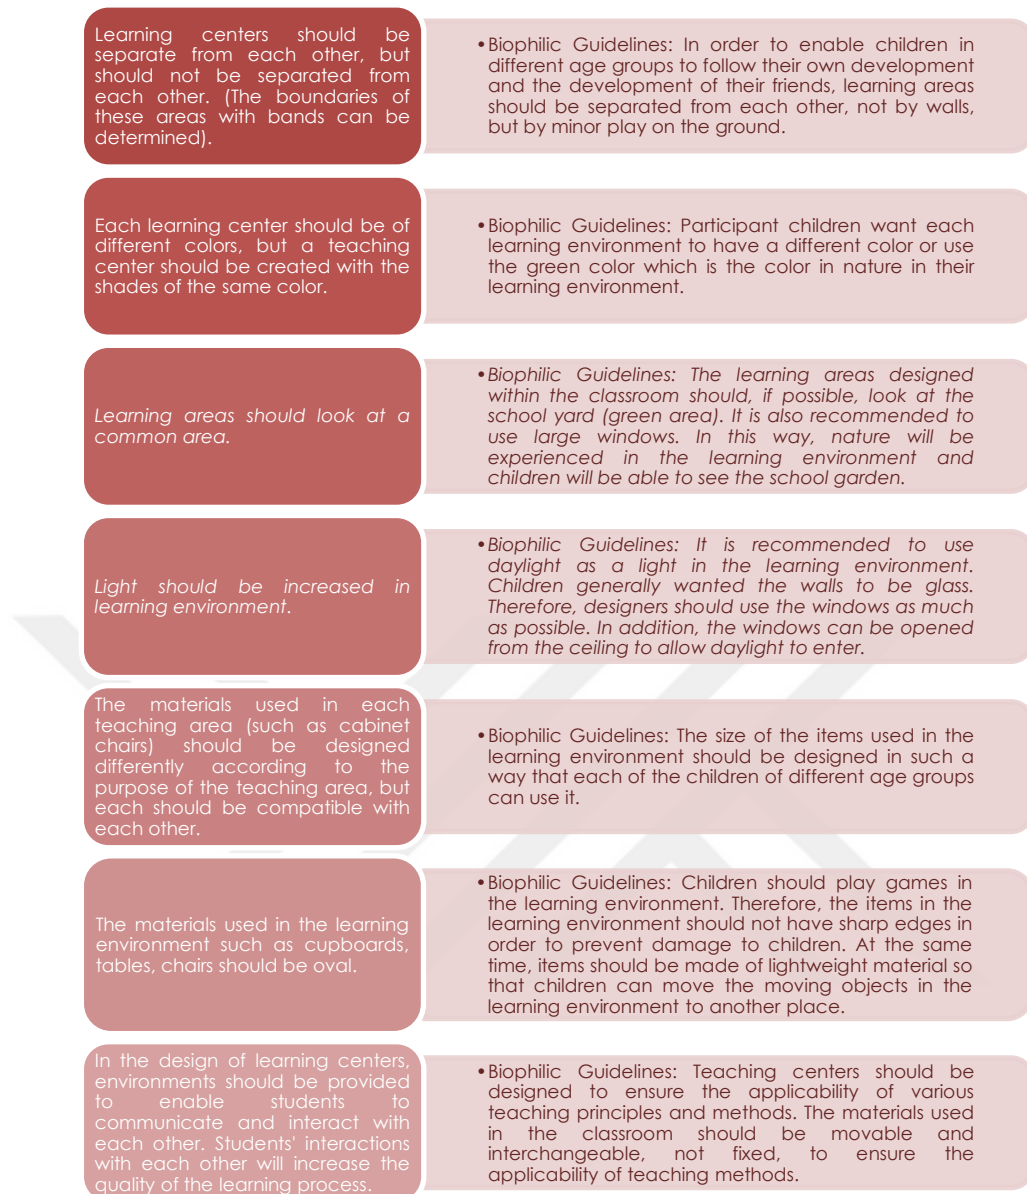 Learning centers should be
separate from each other, but
should not be separated from
each other. (The boundaries of
these areas with bands can be
determined).
•Biophilic Guidelines: In order to enable children in
different age groups to follow their own development
and the development of their friends, learning areas
should be separated from each other, not by walls,
but by minor play on the ground.
Each learning center should be of
different colors, but a teaching
center should be created with the
shades of the same color.
•Biophilic Guidelines: Participant children want each
learning environment to have a different color or use
the green color which is the color in nature in their
learning environment.
Learning areas should look at a
common area.
•Biophilic Guidelines: The learning areas designed
within the classroom should, if possible, look at the
school yard (green area). It is also recommended to
use large windows. In this way, nature will be
experienced in the learning environment and
children will be able to see the school garden.
Light should be increased in
learning environment.
•Biophilic Guidelines: It is recommended to use
daylight as a light in the learning environment.
Children generally wanted the walls to be glass.
Therefore, designers should use the windows as much
as possible. In addition, the windows can be opened
from the ceiling to allow daylight to enter.
The materials used in each
teaching area (such as cabinet
chairs) should be designed
differently according to the
purpose of the teaching area, but
each should be compatible with
each other.
•Biophilic Guidelines: The size of the items used in the
learning environment should be designed in such a
way that each of the children of different age groups
can use it.
The materials used in the learning
environment such as cupboards,
tables, chairs should be oval.
•Biophilic Guidelines: Children should play games in
the learning environment. Therefore, the items in the
learning environment should not have sharp edges in
order to prevent damage to children. At the same
time, items should be made of lightweight material so
that children can move the moving objects in the
learning environment to another place.
In the design of learning centers,
environments should be provided
to enable students to
communicate and interact with
each other. Students' interactions
with each other will increase the
quality of the learning process.
•Biophilic Guidelines: Teaching centers should be
designed to ensure the applicability of various
teaching principles and methods. The materials used
in the classroom should be movable and
interchangeable, not fixed, to ensure the
applicability of teaching methods.